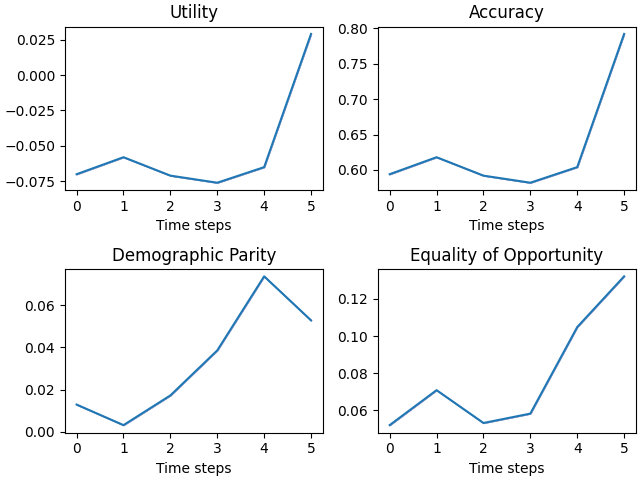 Utility
Accuracy
0.025
0.000
−0.025
−0.050
−0.075
0 1 2 3 4 5
Time steps
0.80
0.75
0.70
0.65
0.60
0 1 2 3 4 5
Time steps
Demographic Parity
Equality of Opportunity
0.06
0.04
0.02
0.00
0 1 2 3 4 5
Time steps
0.12
0.10
0.08
0.06
0 1 2 3 4 5
Time steps